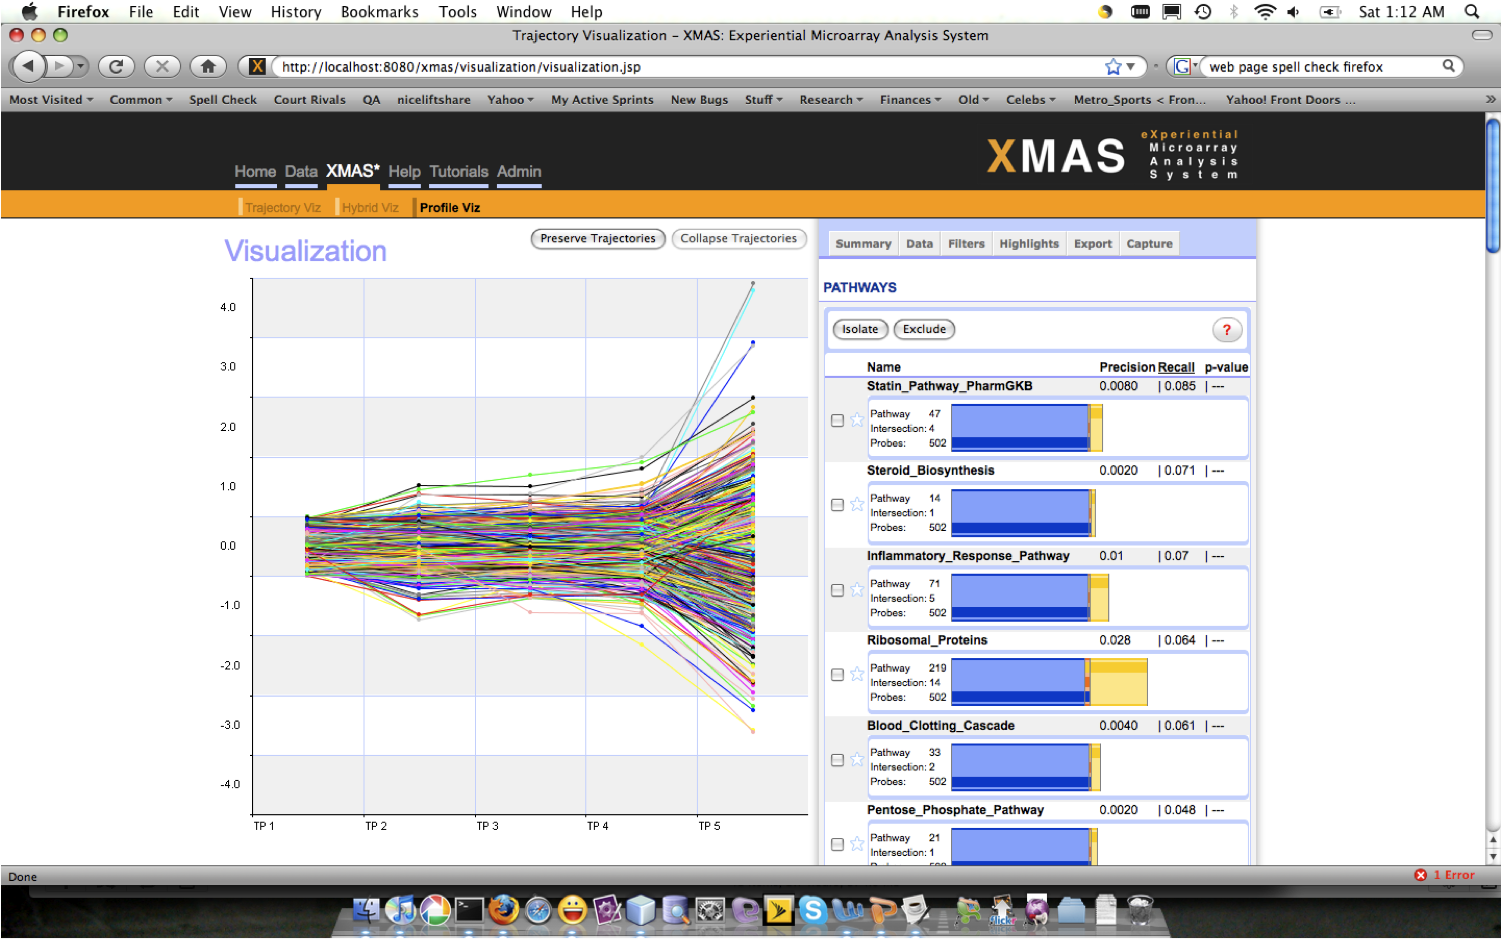 Firefox File Edit View History Bookmarks Tools Window Help Sat 1:12 AM
Trajectory Visualization – XMAS: Experiential Microarray Analysis System
X http://localhost:8080/xmas/visualization/visualization.jsp G web page spell check firefox
Most Visited Common Spell Check Court Rivals QA niceliftshare Yahoo My Active Sprints New Bugs Stuff Research Finances Old Celebs Metro_Sports < Fron... Yahoo! Front Doors ... »
XMAS
eXperiential
Microarray
Analysis
System
Home Data XMAS* Help Tutorials Admin
Trajectory Viz Hybrid Viz Profile Viz
Visualization
Preserve Trajectories Collapse Trajectories
4.0
3.0
2.0
1.0
0.0
-1.0
-2.0
-3.0
-4.0
TP 1 TP 2 TP 3 TP 4 TP 5
Summary Data Filters Highlights Export Capture
PATHWAYS
Isolate Exclude ?
Name Precision Recall p-value
Statin_Pathway_PharmGKB 0.0080 | 0.085 | ---
Pathway 47
Intersection: 4
Probes: 502
Steroid_Biosynthesis 0.0020 | 0.071 | ---
Pathway 14
Intersection: 1
Probes: 502
Inflammatory_Response_Pathway 0.01 | 0.07 | ---
Pathway 71
Intersection: 5
Probes: 502
Ribosomal_Proteins 0.028 | 0.064 | ---
Pathway 219
Intersection: 14
Probes: 502
Blood_Clotting_Cascade 0.0040 | 0.061 | ---
Pathway 33
Intersection: 2
Probes: 502
Pentose_Phosphate_Pathway 0.0020 | 0.048 | ---
Pathway 21
Intersection: 1
Done 1 Error